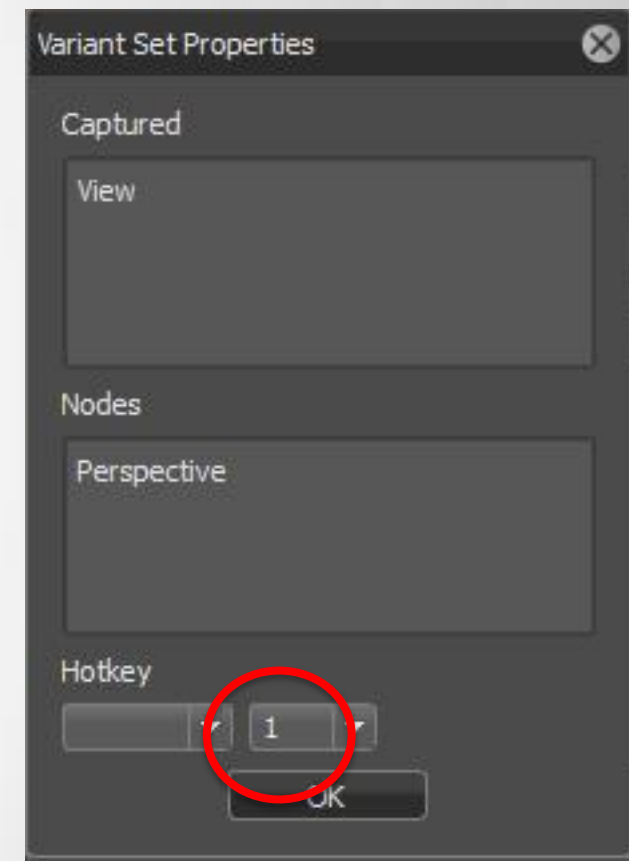 Variant Set Properties
Captured
View
Nodes
Perspective
Hotkey
1
OK